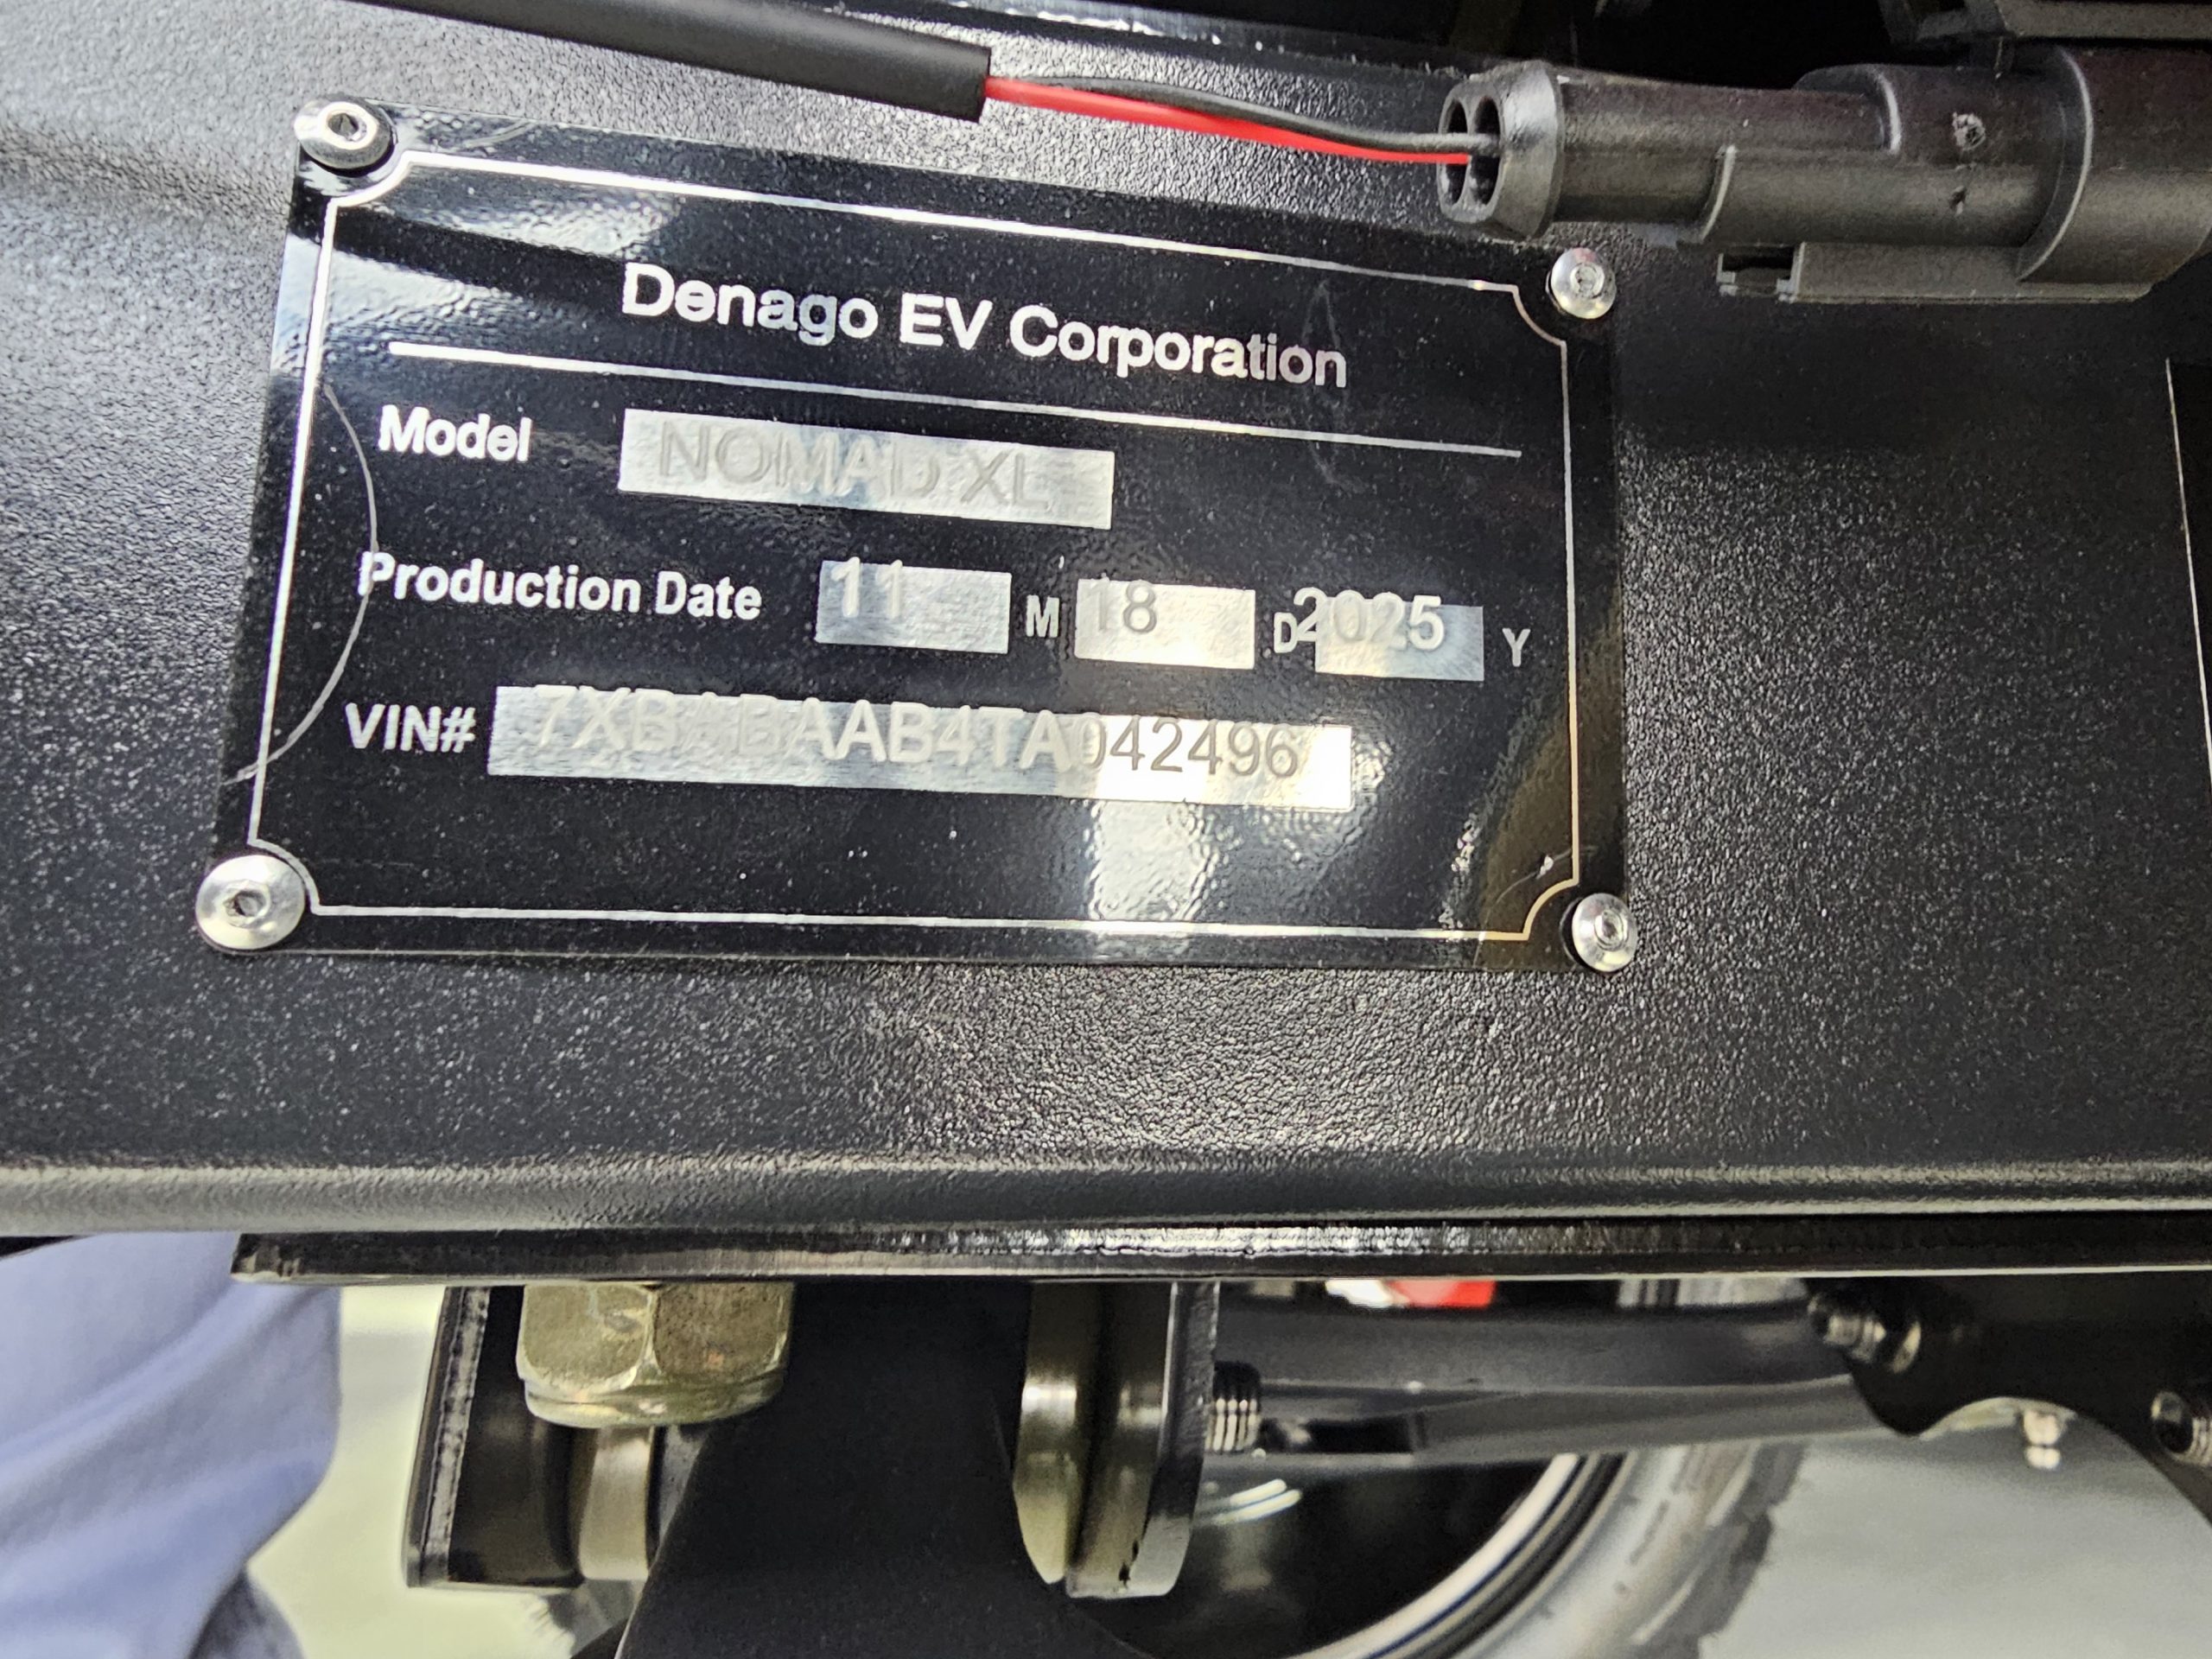 Denago EV Corporation
Model NOMAD XL
Production Date 11 M 18 D 2025 Y
VIN# 7XBABAAB4TA042496